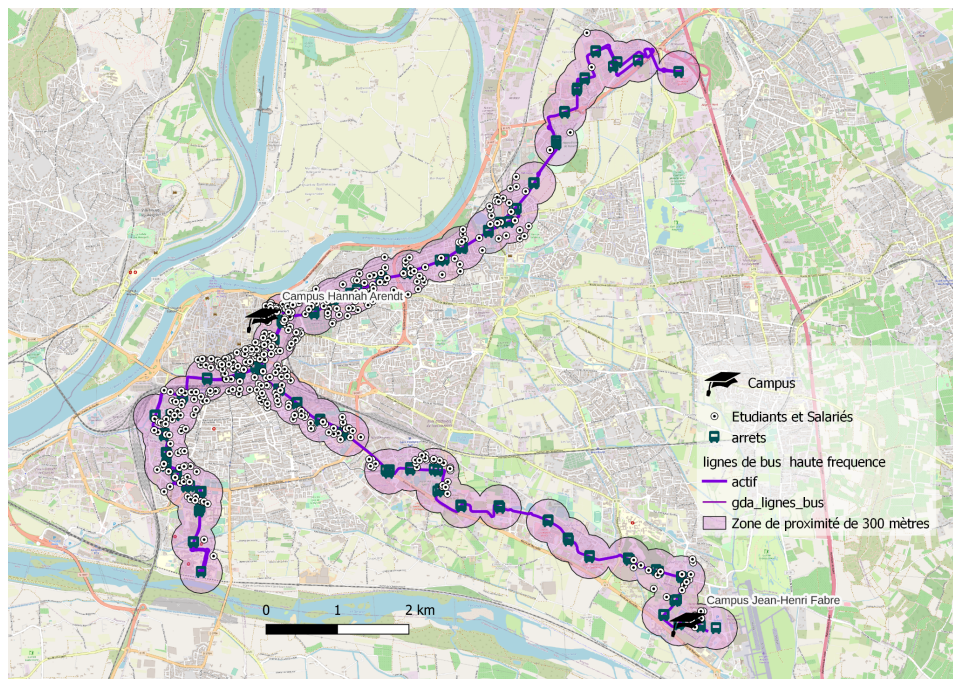 Campus Hannah Arendt
Campus
Etudiants et Salariés
arrets
lignes de bus haute frequence
actif
gda_lignes_bus
Zone de proximité de 300 mètres
Campus Jean-Henri Fabre
0 1 2 km